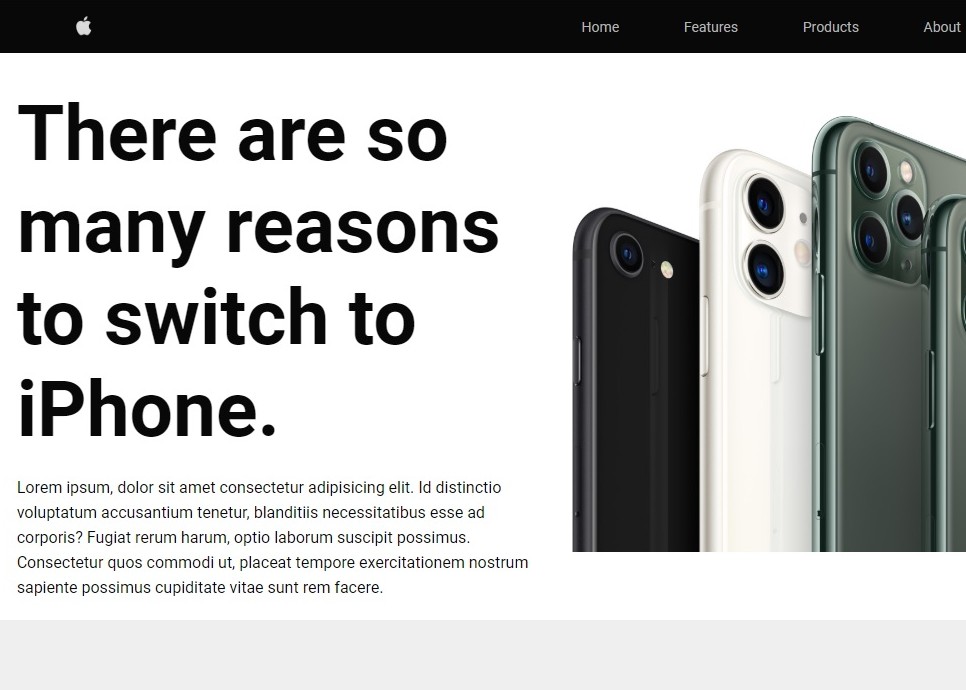 Home Features Products About
There are so
many reasons
to switch to
iPhone.
Lorem ipsum, dolor sit amet consectetur adipisicing elit. Id distinctio
voluptatum accusantium tenetur, blanditiis necessitatibus esse ad
corporis? Fugiat rerum harum, optio laborum suscipit possimus.
Consectetur quos commodi ut, placeat tempore exercitationem nostrum
sapiente possimus cupiditate vitae sunt rem facere.